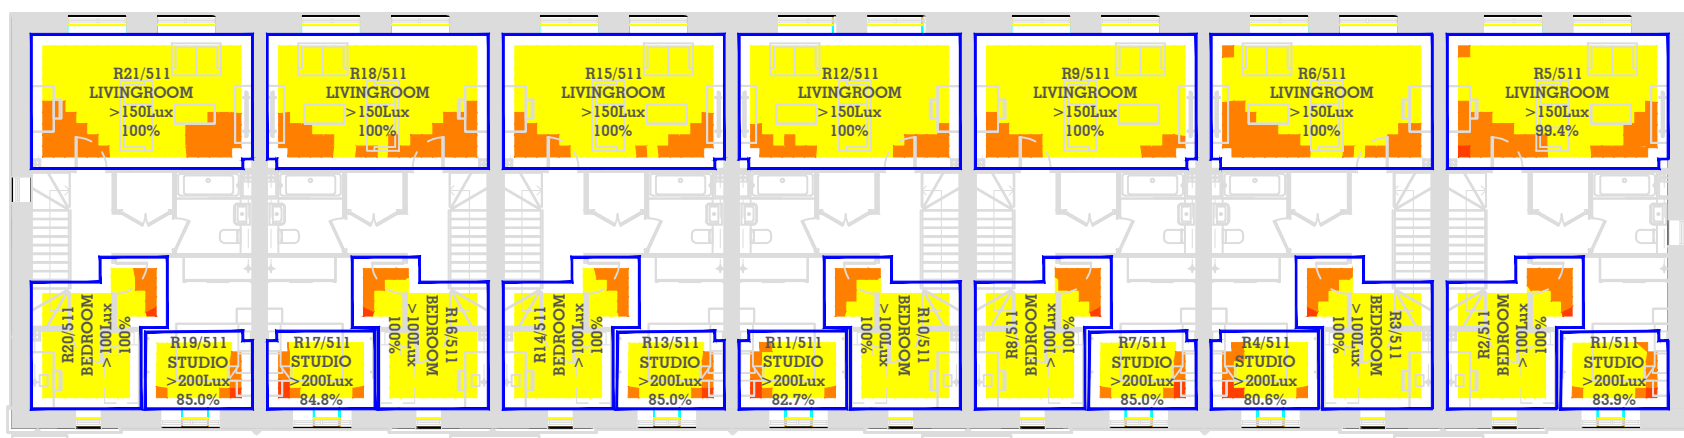 R21/511
LIVINGROOM
>150Lux
100%
R18/511
LIVINGROOM
>150Lux
100%
R15/511
LIVINGROOM
>150Lux
100%
R12/511
LIVINGROOM
>150Lux
100%
R9/511
LIVINGROOM
>150Lux
100%
R6/511
LIVINGROOM
>150Lux
100%
R5/511
LIVINGROOM
>150Lux
99.4%
R20/511
BEDROOM
>100Lux
100%
R19/511
STUDIO
>200Lux
85.0%
R17/511
STUDIO
>200Lux
84.8%
R16/511
BEDROOM
>100Lux
100%
R14/511
BEDROOM
>100Lux
100%
R13/511
STUDIO
>200Lux
85.0%
R11/511
STUDIO
>200Lux
82.7%
R10/511
BEDROOM
>100Lux
100%
R8/511
BEDROOM
>100Lux
100%
R7/511
STUDIO
>200Lux
85.0%
R4/511
STUDIO
>200Lux
80.6%
R3/511
BEDROOM
>100Lux
100%
R2/511
BEDROOM
>100Lux
100%
R1/511
STUDIO
>200Lux
83.9%